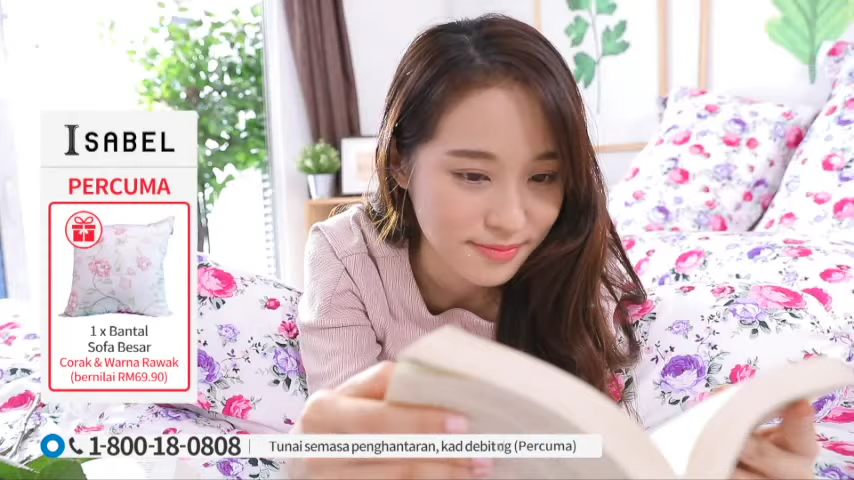 ISABEL
PERCUMA
1 x Bantal
Sofa Besar
Corak & Warna Rawak
(bernilai RM69.90)
1-800-18-0808
Tunai semasa penghantaran, kad debit (Percuma)